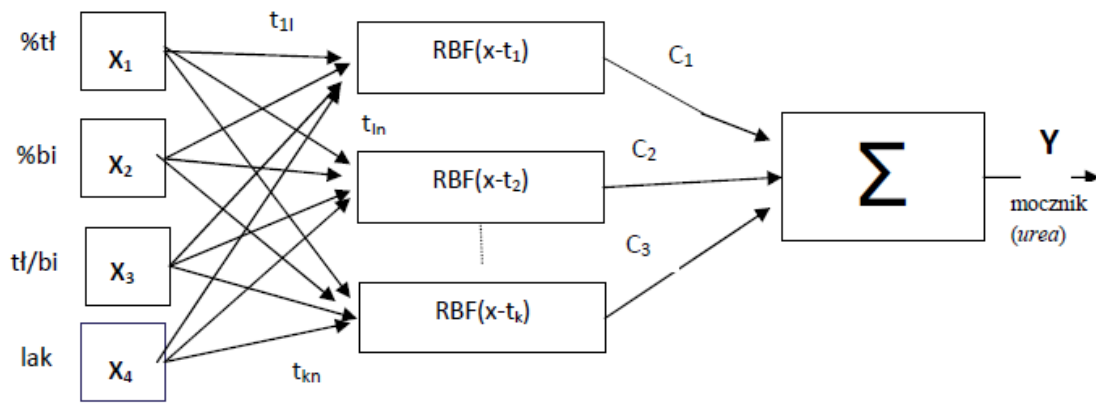 %tł
X₁
t₁ₗ
RBF(x-t₁)
C₁
%bi
X₂
tₗₙ
RBF(x-t₂)
C₂
Σ
Y
mocznik
(urea)
tł/bi
X₃
RBF(x-tₖ)
C₃
lak
X₄
tₖₙ